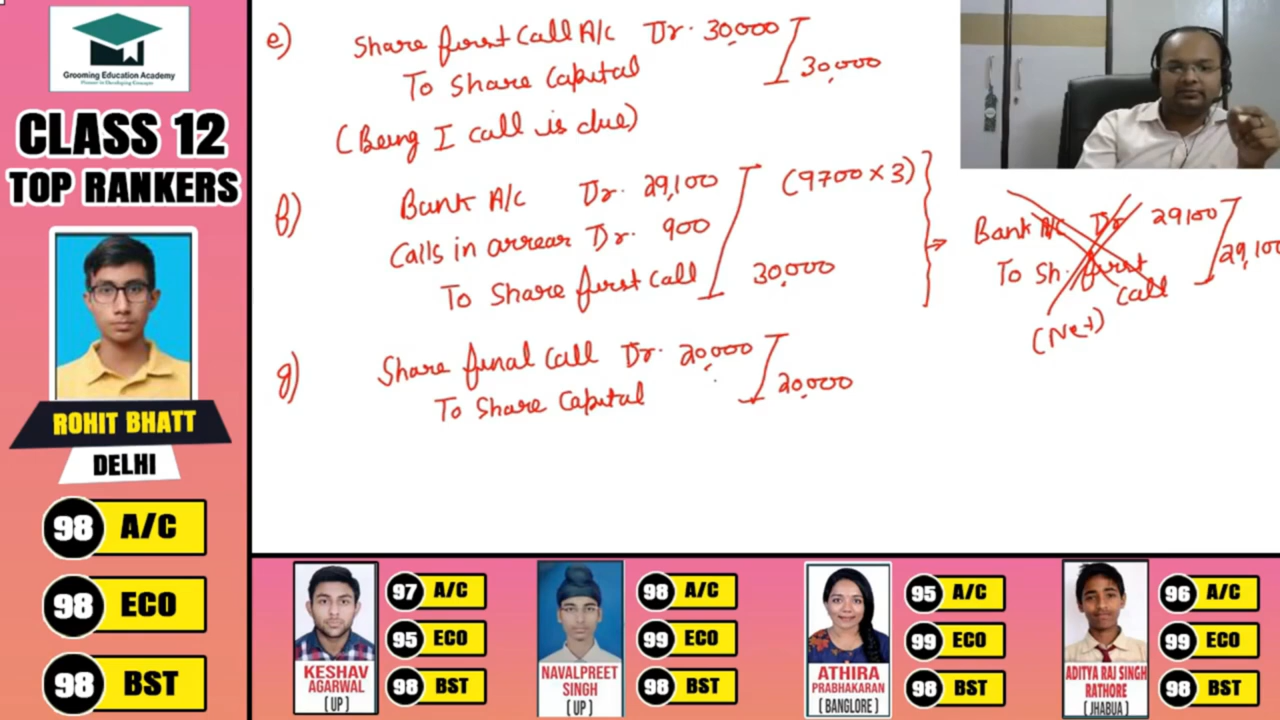 Grooming Education Academy
Pioneer in Developing Concepts
CLASS 12
TOP RANKERS
ROHIT BHATT
DELHI
98 A/C
98 ECO
98 BST
e) Share first Call A/c Dr. 30,000
To Share Capital 30,000
(Being I call is due)
f) Bank A/c Dr. 29,100 (9700 × 3)
Calls in arrear Dr. 900
To Share first Call 30,000
Bank A/c Dr 29100
To Sh. first call 29,100
(Net)
g) Share final Call Dr. 20,000
To Share Capital 20,000
KESHAV
AGARWAL
( UP )
97 A/C
95 ECO
98 BST
NAVALPREET
SINGH
( UP )
98 A/C
99 ECO
98 BST
ATHIRA
PRABHAKARAN
( BANGLORE )
95 A/C
99 ECO
98 BST
ADITYA RAJ SINGH
RATHORE
( JHABUA )
96 A/C
99 ECO
98 BST